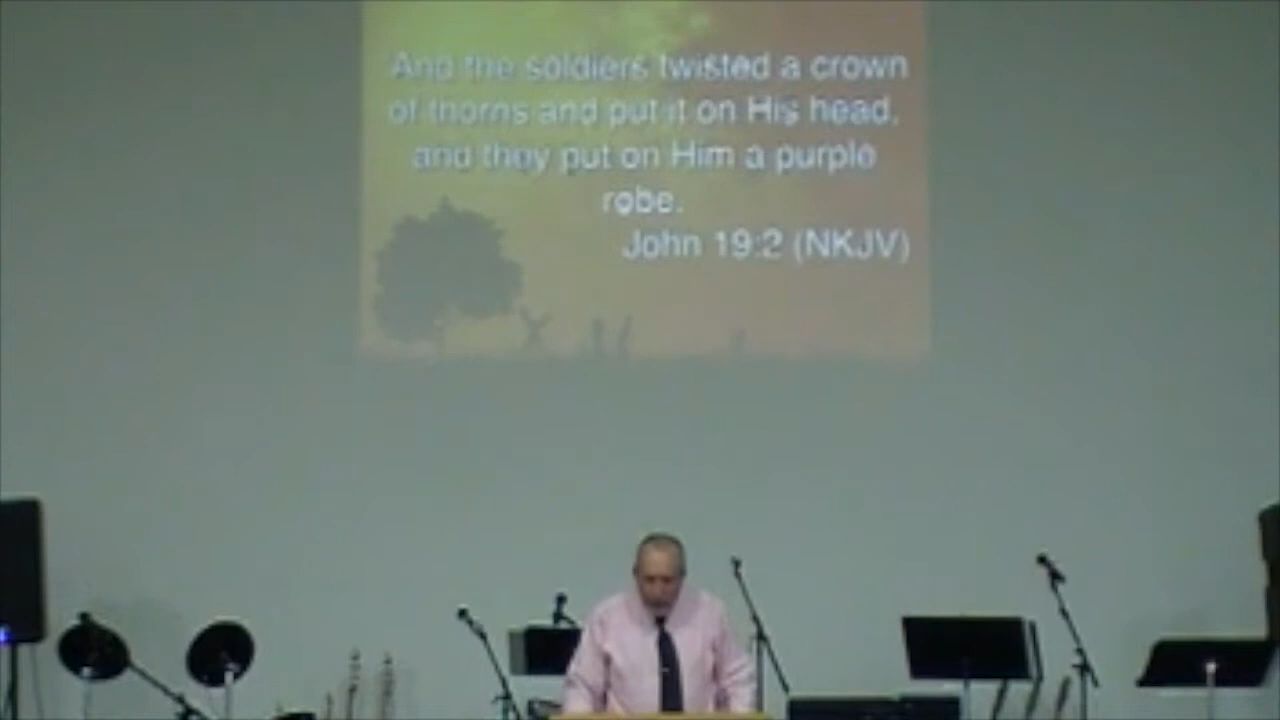 And the soldiers twisted a crown
of thorns and put it on His head,
and they put on Him a purple
robe.
John 19:2 (NKJV)